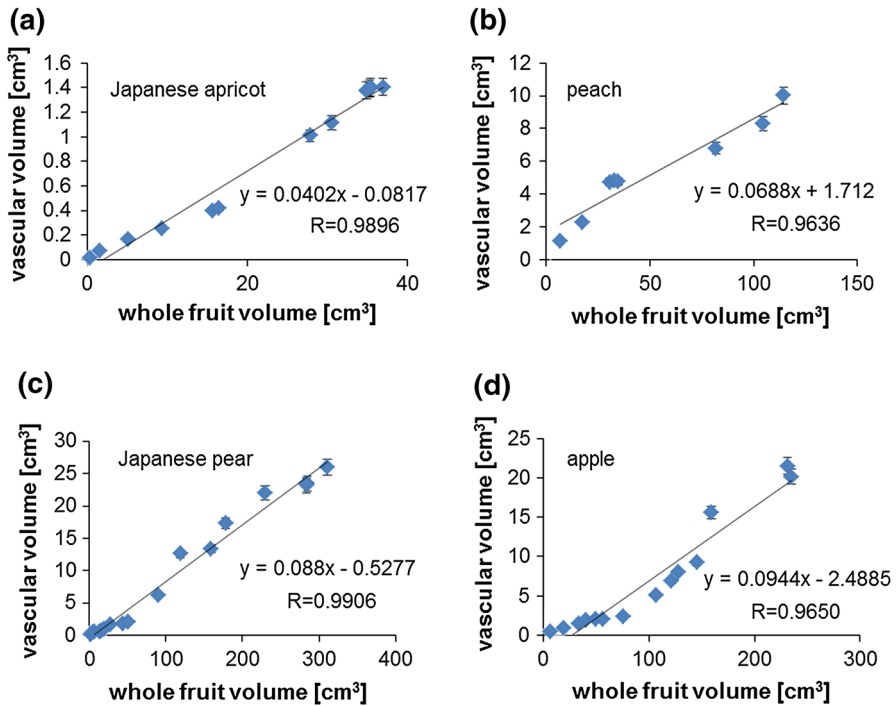 (a)
vascular volume [cm³]
1.6
1.4
1.2
1
0.8
0.6
0.4
0.2
0
Japanese apricot
y = 0.0402x - 0.0817
R=0.9896
0 20 40
whole fruit volume [cm³]
(b)
vascular volume [cm³]
12
10
8
6
4
2
0
peach
y = 0.0688x + 1.712
R=0.9636
0 50 100 150
whole fruit volume [cm³]
(c)
vascular volume [cm³]
30
25
20
15
10
5
0
Japanese pear
y = 0.088x - 0.5277
R=0.9906
0 100 200 300 400
whole fruit volume [cm³]
(d)
vascular volume [cm³]
25
20
15
10
5
0
apple
y = 0.0944x - 2.4885
R=0.9650
0 100 200 300
whole fruit volume [cm³]